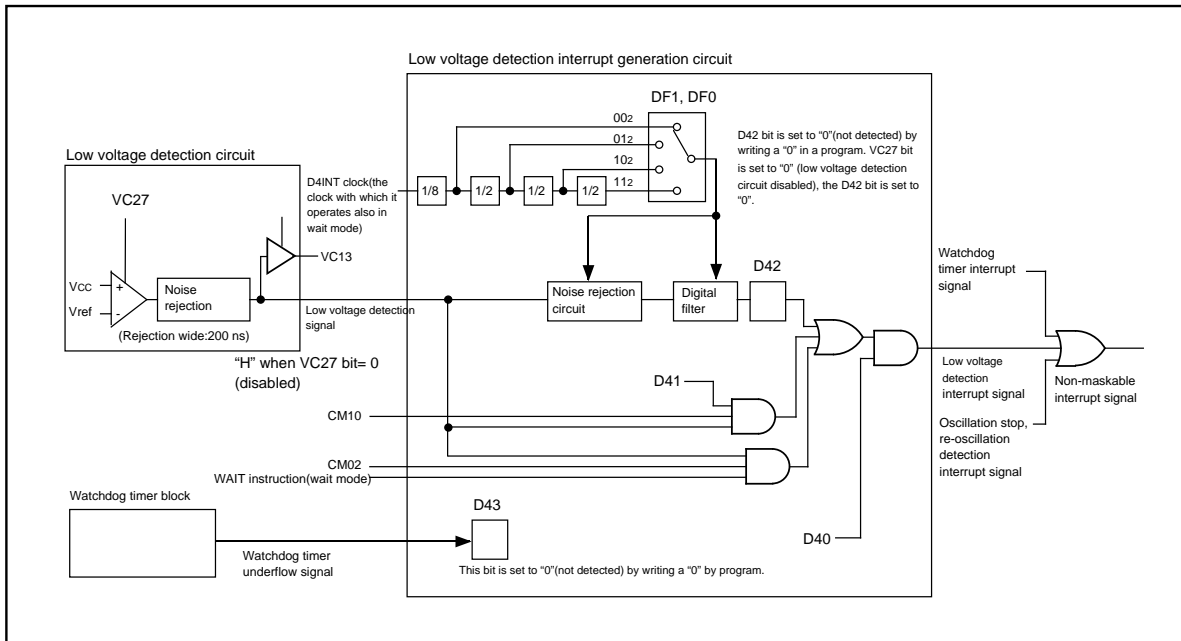 Low voltage detection interrupt generation circuit
DF1, DF0
002
012
102
112
D42 bit is set to “0”(not detected) by
writing a “0” in a program. VC27 bit
is set to “0” (low voltage detection
circuit disabled), the D42 bit is set to
“0”.
Low voltage detection circuit
D4INT clock(the
clock with which it
operates also in
wait mode)
1/8
1/2
1/2
1/2
VC27
VC13
VCC
+
Vref
-
Noise
rejection
(Rejection wide:200 ns)
Low voltage detection
signal
“H” when VC27 bit= 0
(disabled)
Noise rejection
circuit
Digital
filter
D42
Watchdog
timer interrupt
signal
D41
CM10
CM02
WAIT instruction(wait mode)
Low voltage
detection
interrupt signal
Non-maskable
interrupt signal
Oscillation stop,
re-oscillation
detection
interrupt signal
Watchdog timer block
D43
D40
Watchdog timer
underflow signal
This bit is set to “0”(not detected) by writing a “0” by program.